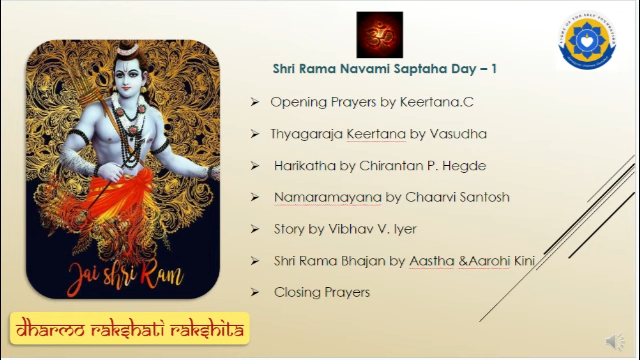 Shri Rama Navami Saptaha Day – 1
Opening Prayers by Keertana.C
Thyagaraja Keertana by Vasudha
Harikatha by Chirantan P. Hegde
Namaramayana by Chaarvi Santosh
Story by Vibhav V. Iyer
Shri Rama Bhajan by Aastha &Aarohi Kini
Closing Prayers
Jai shri Ram
Dharmo Rakshati Rakshita